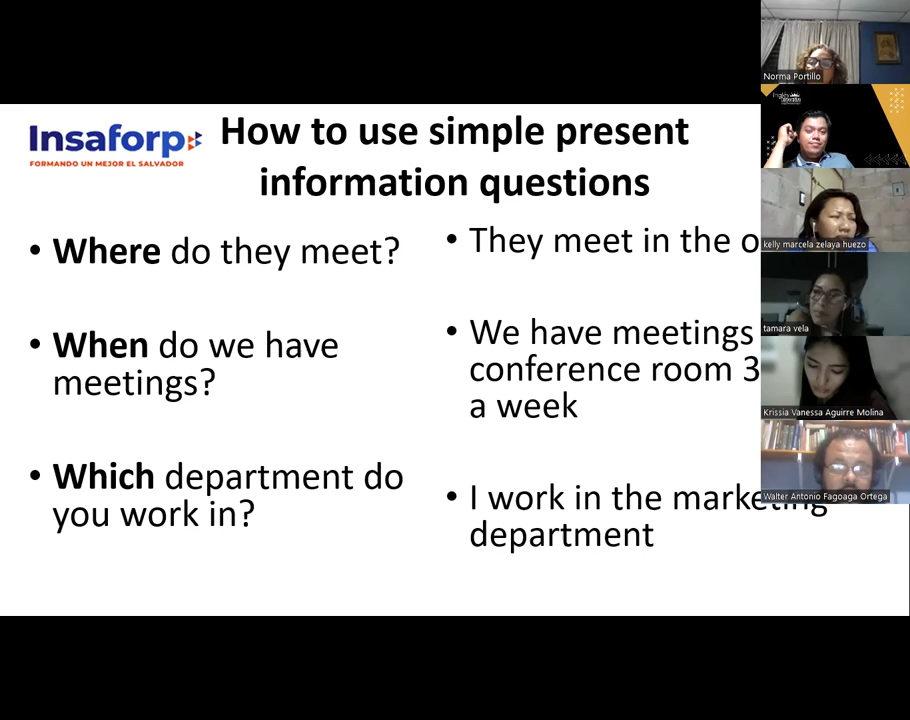 Insaforp
FORMANDO UN MEJOR EL SALVADOR
How to use simple present
information questions
• Where do they meet?
• When do we have
meetings?
• Which department do
you work in?
• They meet in the
• We have meetings
conference room 3
a week
• I work in the marketing
department
Norma Portillo
Inglés
kelly marcela zelaya huezo
tamara vela
Krissia Vanessa Aguirre Molina
Walter Antonio Fagoaga Ortega